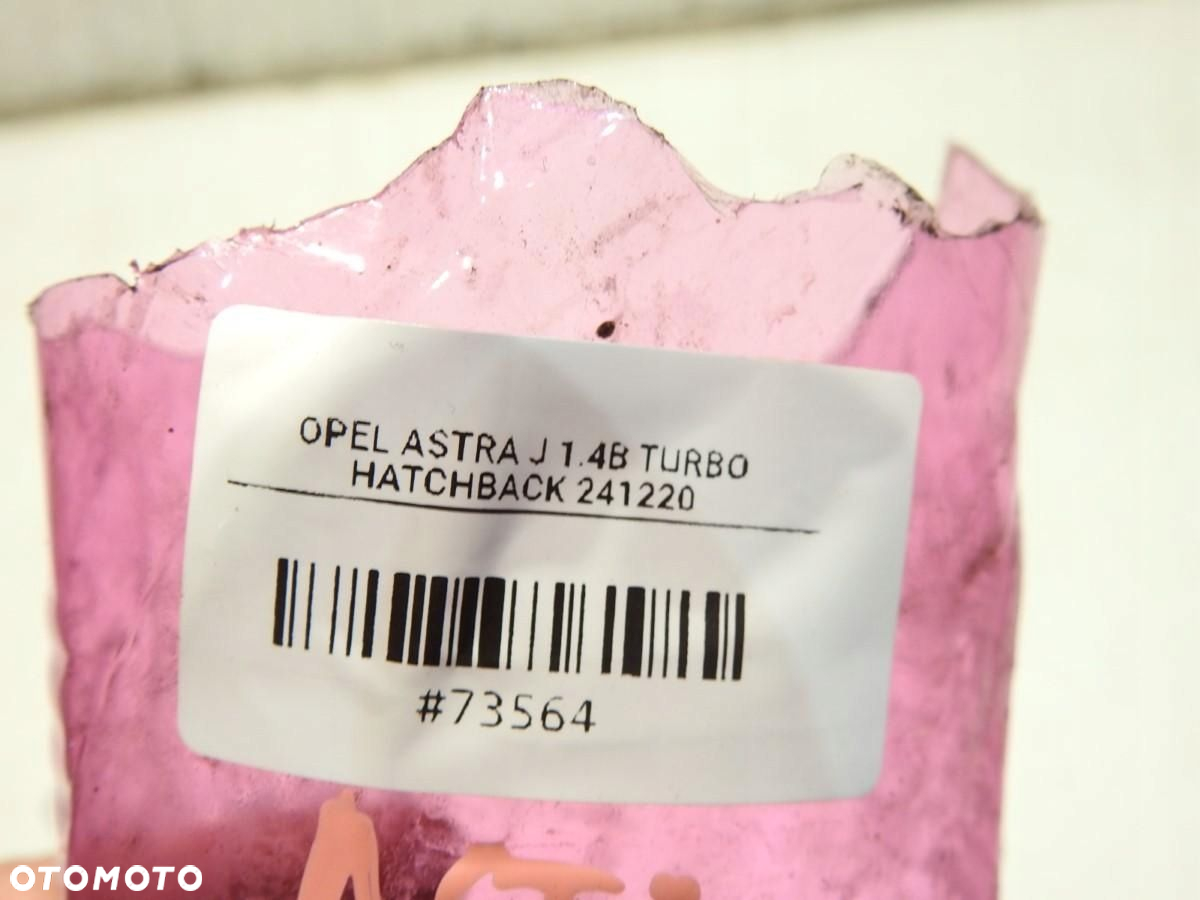 OPEL ASTRA J 1.4B TURBO
HATCHBACK 241220
#73564
OTOMOTO